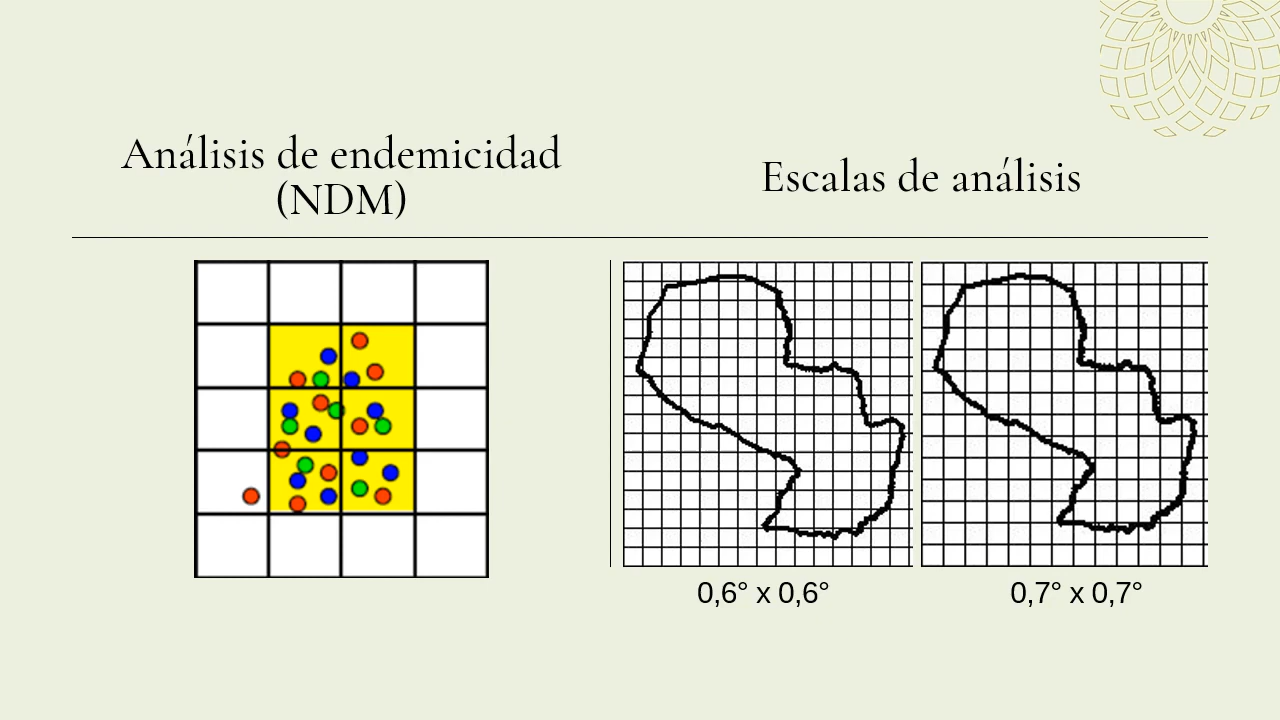 Análisis de endemicidad
(NDM)
Escalas de análisis
0,6° x 0,6°
0,7° x 0,7°